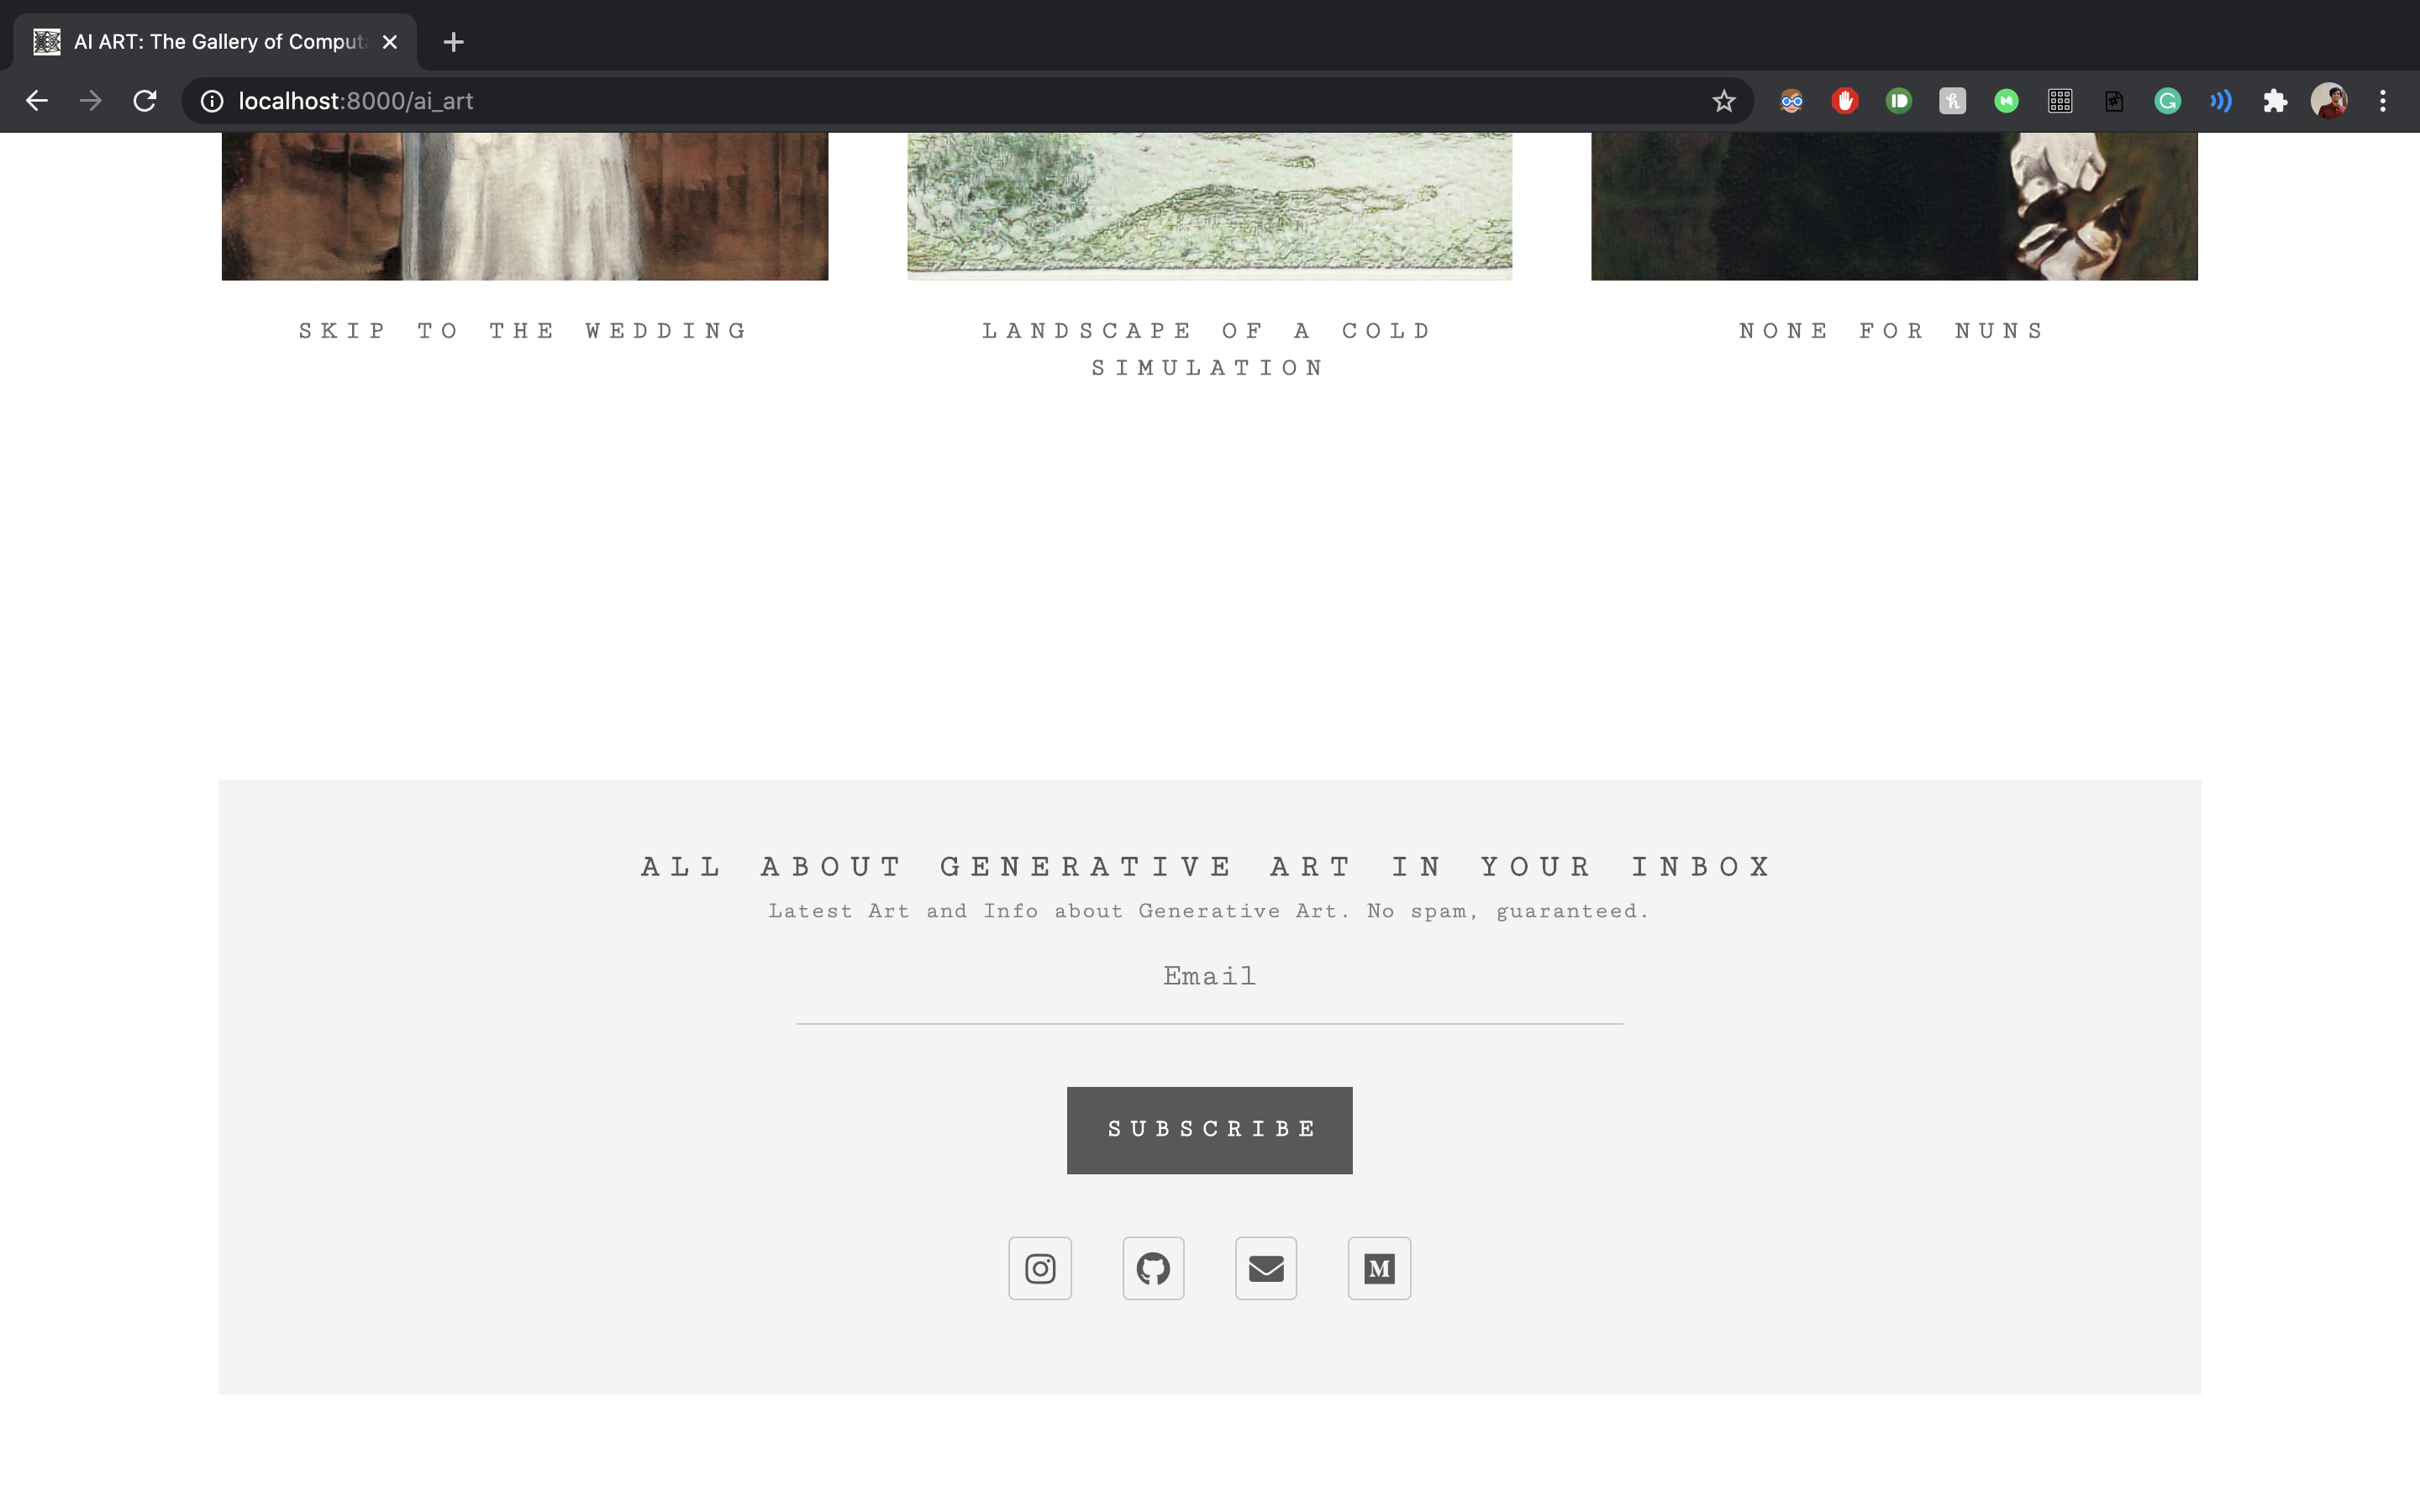 AI ART: The Gallery of Comput
localhost:8000/ai_art
SKIP TO THE WEDDING
LANDSCAPE OF A COLD
SIMULATION
NONE FOR NUNS
ALL ABOUT GENERATIVE ART IN YOUR INBOX
Latest Art and Info about Generative Art. No spam, guaranteed.
Email
SUBSCRIBE